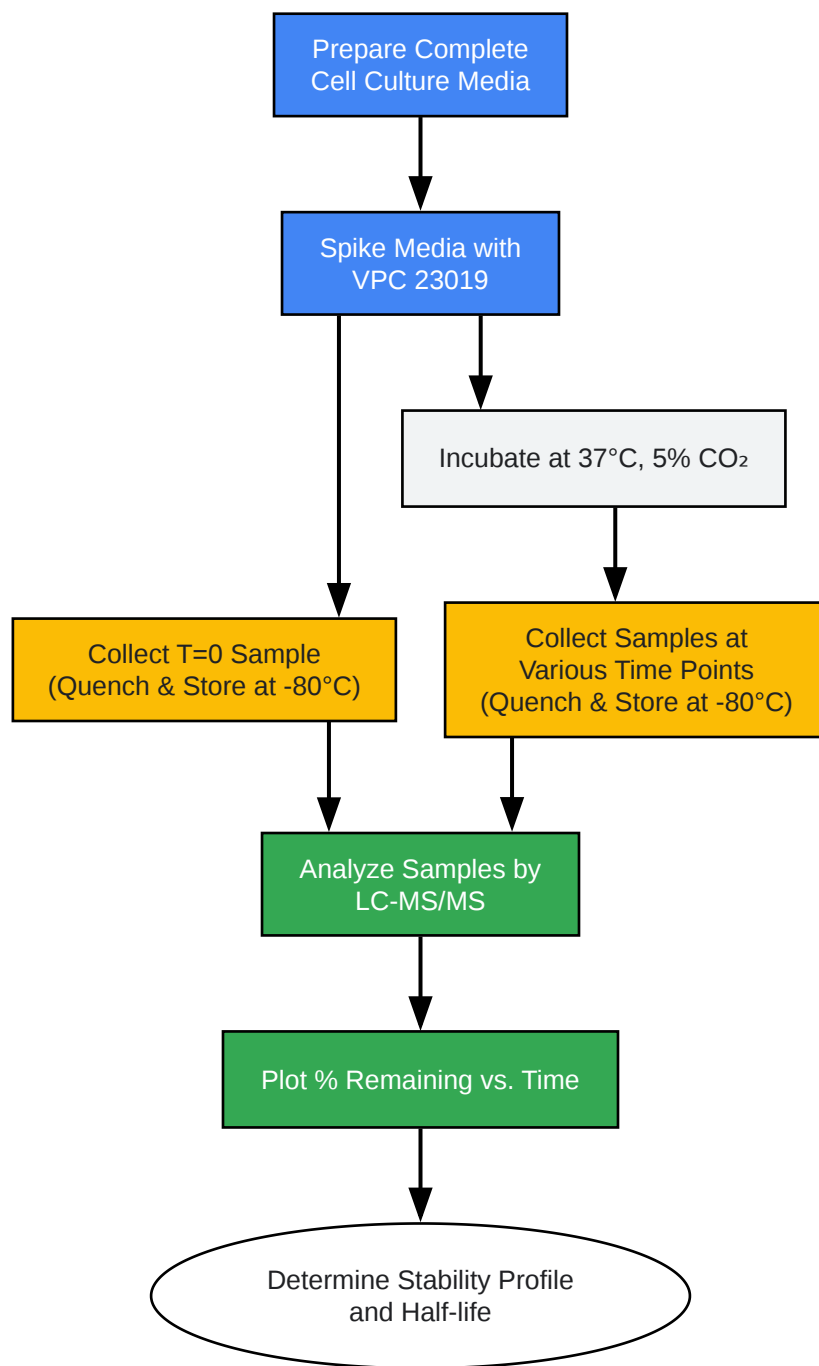 Prepare Complete
Cell Culture Media
Spike Media with
VPC 23019
Incubate at 37°C, 5% CO₂
Collect T=0 Sample
(Quench & Store at -80°C)
Collect Samples at
Various Time Points
(Quench & Store at -80°C)
Analyze Samples by
LC-MS/MS
Plot % Remaining vs. Time
Determine Stability Profile
and Half-life